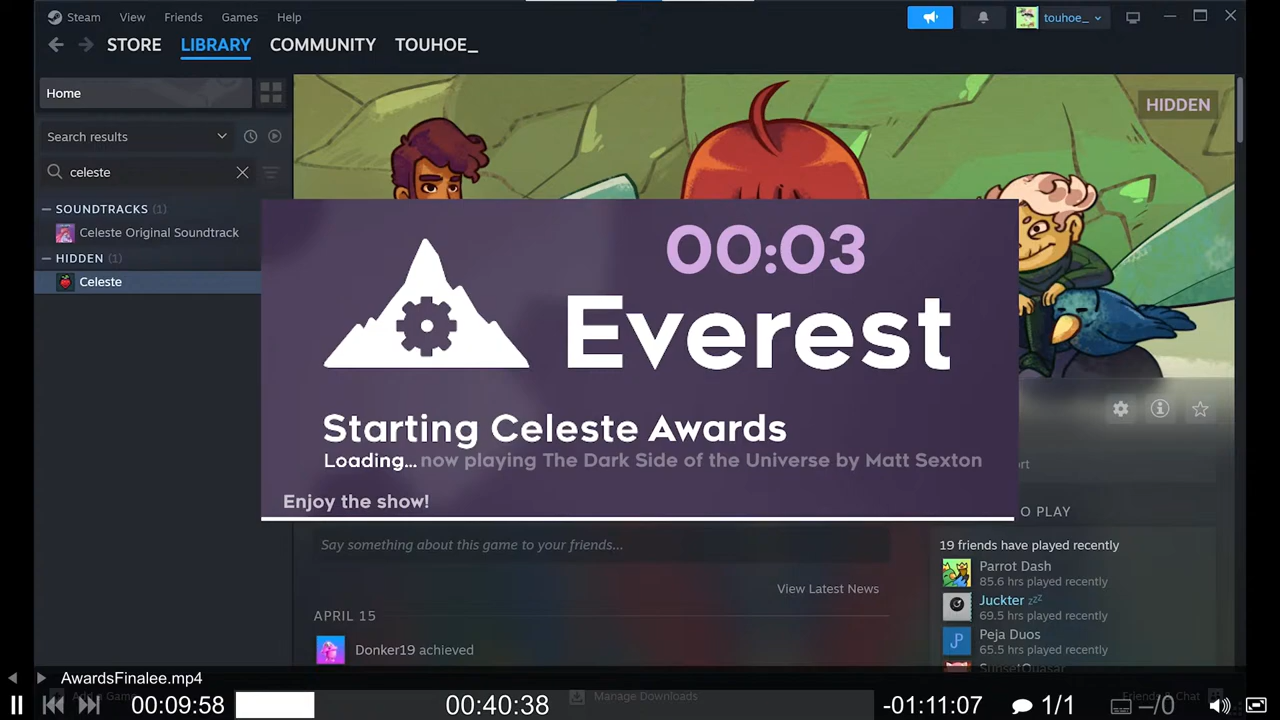 Steam View Friends Games Help
touhoe_
STORE LIBRARY COMMUNITY TOUHOE_
Home
HIDDEN
Search results
celeste
SOUNDTRACKS (1)
Celeste Original Soundtrack
HIDDEN (1)
Celeste
00:03
Everest
Starting Celeste Awards
Loading... now playing The Dark Side of the Universe by Matt Sexton
Enjoy the show!
O PLAY
Say something about this game to your friends...
19 friends have played recently
Parrot Dash
85.6 hrs played recently
View Latest News
Juckter zzz
69.5 hrs played recently
APRIL 15
Peja Duos
65.5 hrs played recently
Donker19 achieved
SunsetQuasar
AwardsFinalee.mp4
Manage Downloads
00:09:58 00:40:38 -01:11:07 1/1 –/0